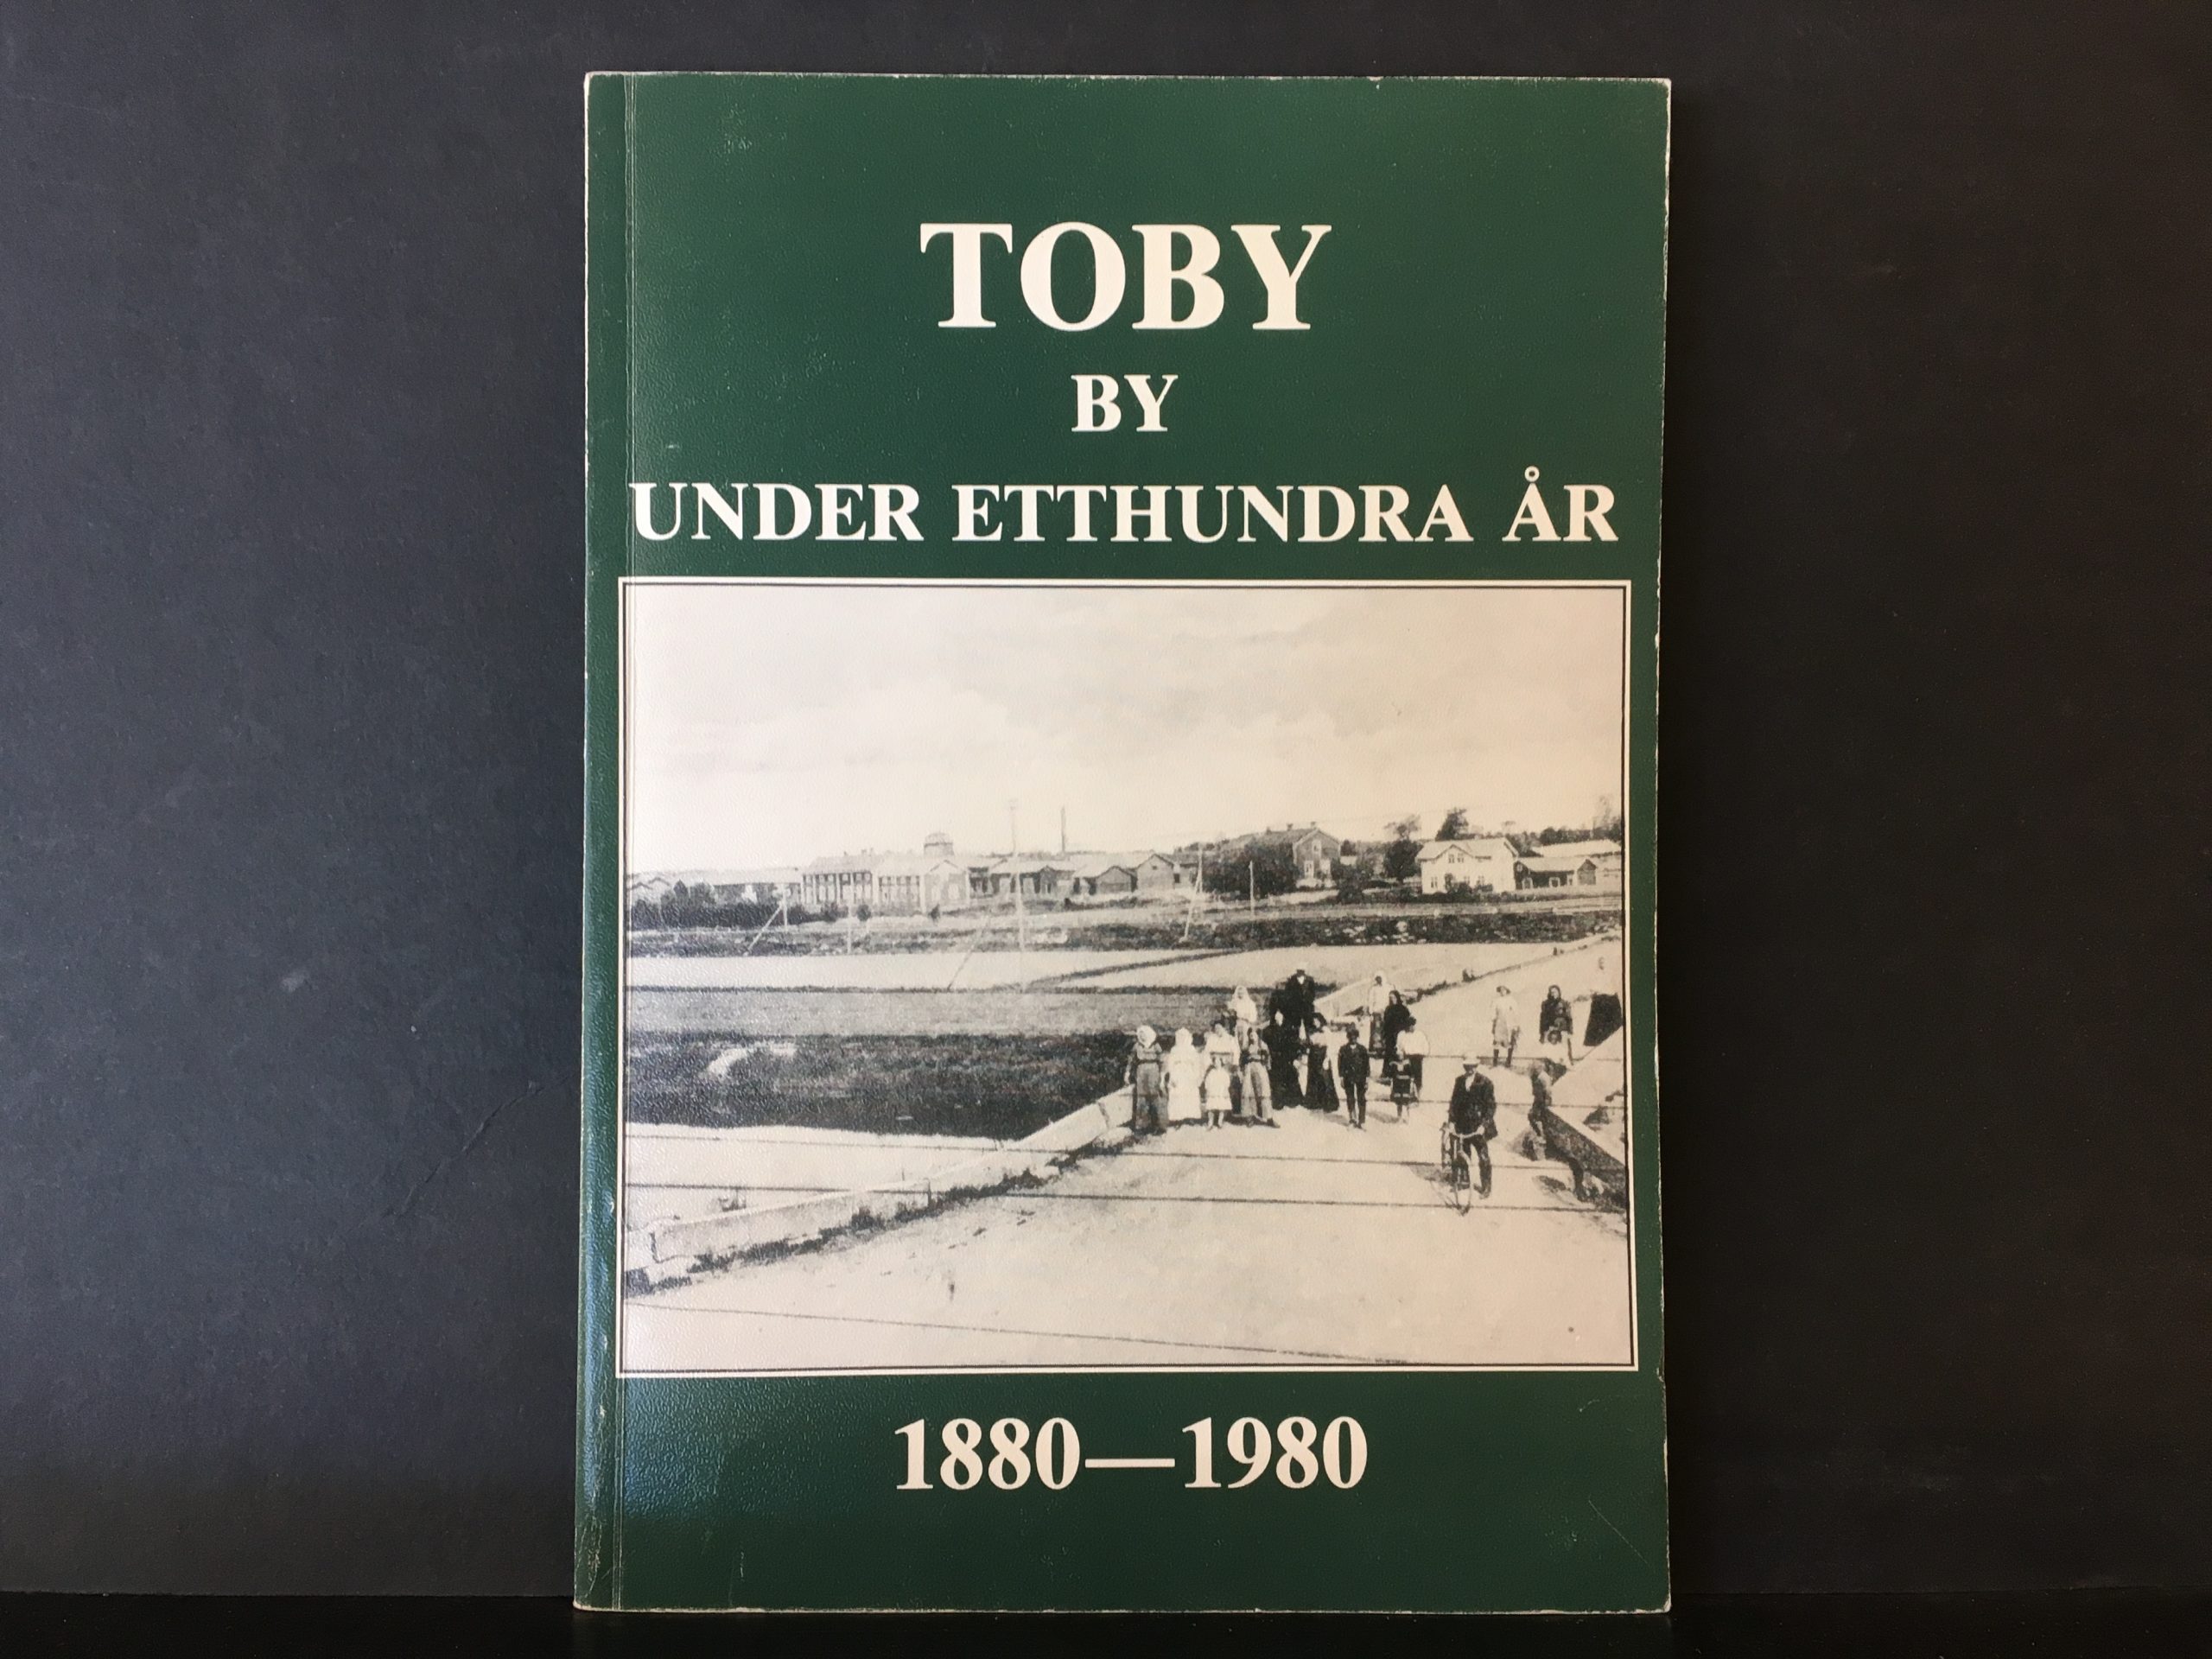 TOBY
BY
UNDER ETTHUNDRA ÅR
1880—1980